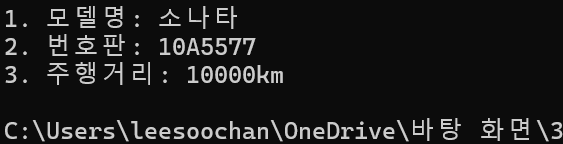 1. 모델명: 소나타
2. 번호판: 10A5577
3. 주행거리: 10000km
C:\Users\leesoochan\OneDrive\바탕 화면\3